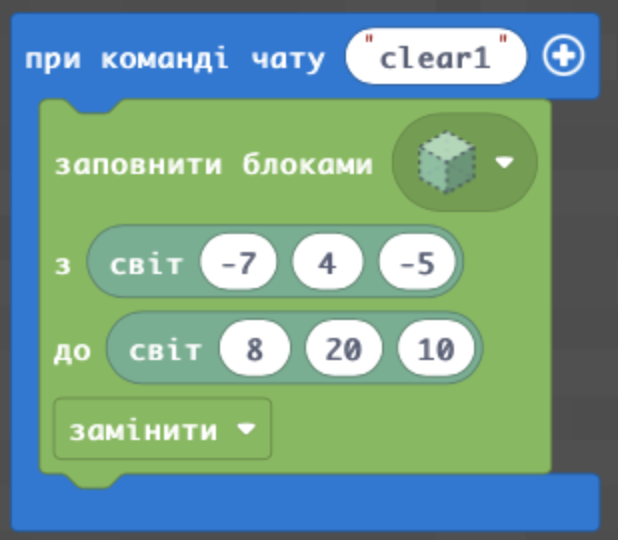 при команді чату "clear1"
заповнити блоками
з світ -7 4 -5
до світ 8 20 10
замінити